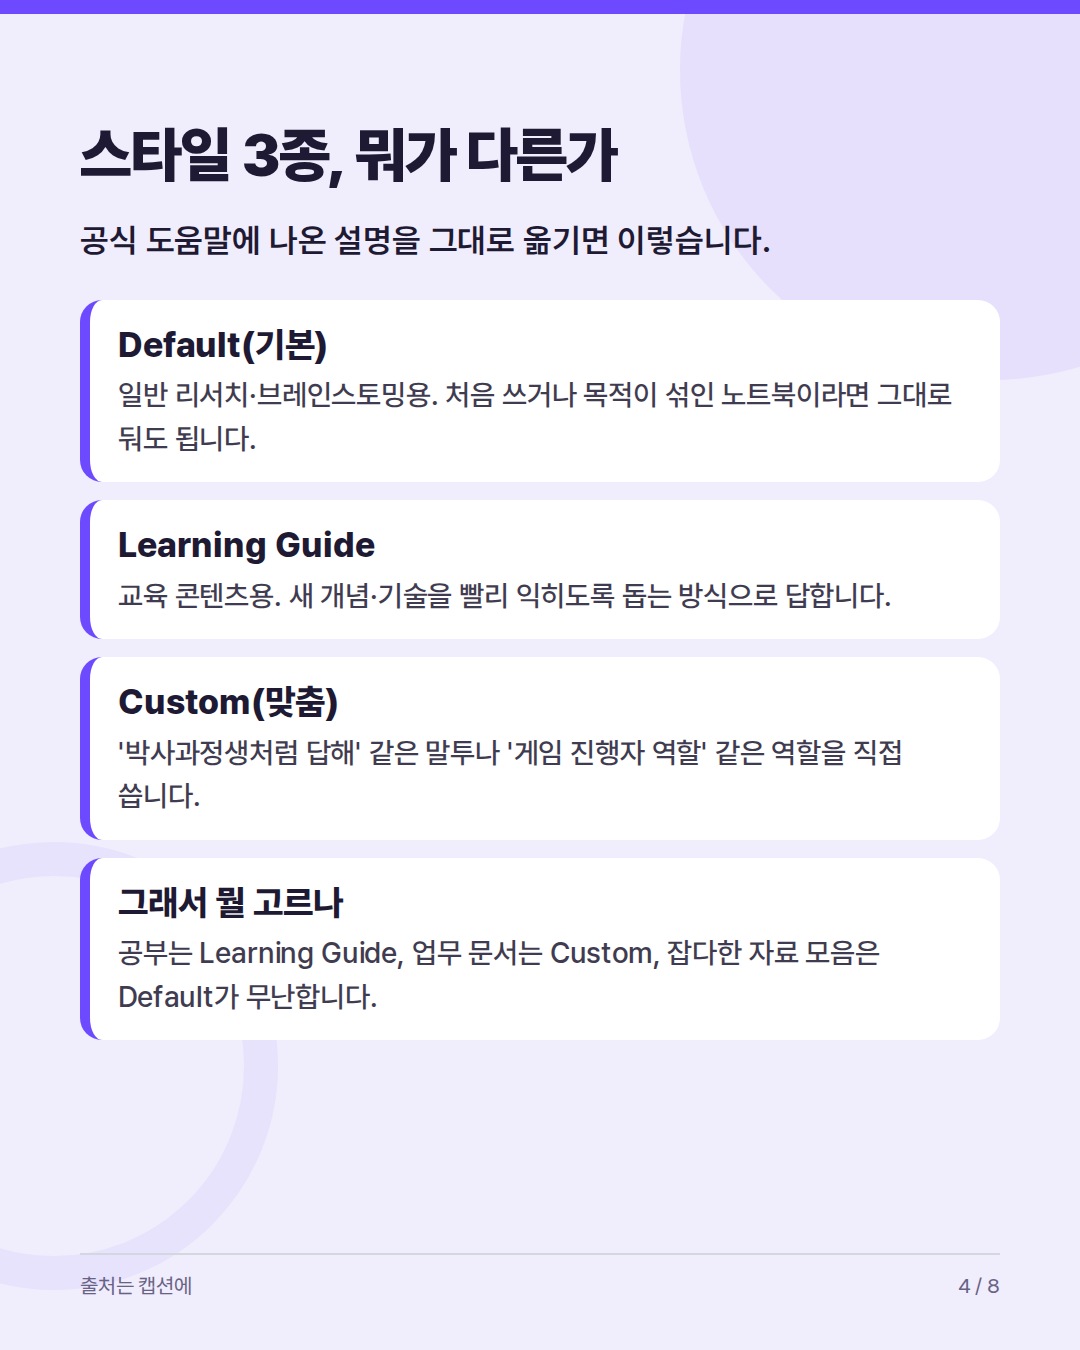 스타일 3종, 뭐가 다른가
공식 도움말에 나온 설명을 그대로 옮기면 이렇습니다.
Default(기본)
일반 리서치·브레인스토밍용. 처음 쓰거나 목적이 섞인 노트북이라면 그대로
둬도 됩니다.
Learning Guide
교육 콘텐츠용. 새 개념·기술을 빨리 익히도록 돕는 방식으로 답합니다.
Custom(맞춤)
'박사과정생처럼 답해' 같은 말투나 '게임 진행자 역할' 같은 역할을 직접
씁니다.
그래서 뭘 고르나
공부는 Learning Guide, 업무 문서는 Custom, 잡다한 자료 모음은
Default가 무난합니다.
출처는 캡션에
4 / 8